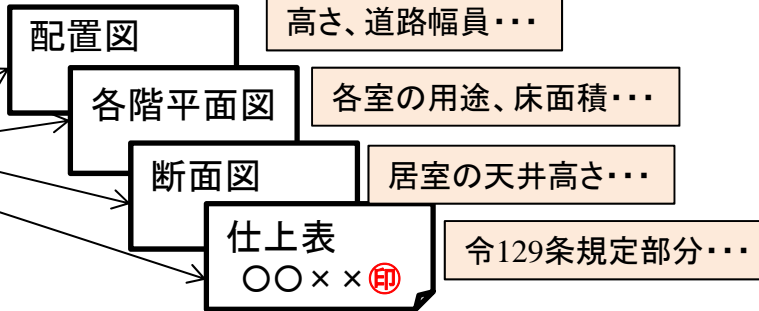 配置図
高さ、道路幅員・・・
各階平面図
各室の用途、床面積・・・
断面図
居室の天井高さ・・・
仕上表
〇〇××㊞
令129条規定部分・・・